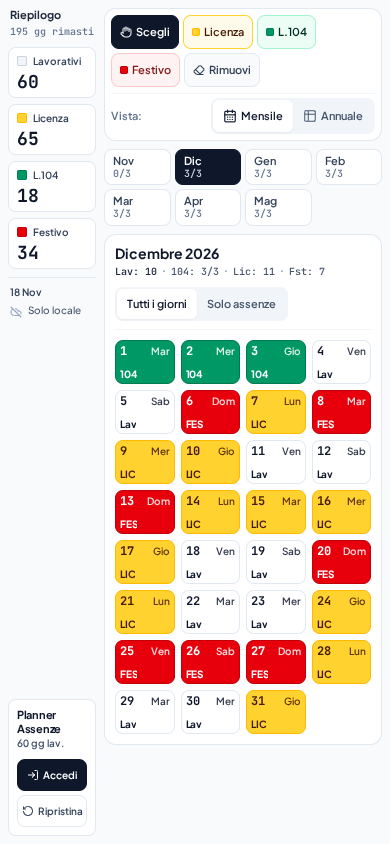 Riepilogo
195 gg rimasti
Lavorativi
60
Licenza
65
L.104
18
Festivo
34
18 Nov
Solo locale
Planner
Assenze
60 gg lav.
Accedi
Ripristina
Scegli
Licenza
L.104
Festivo
Rimuovi
Vista:
Mensile
Annuale
Nov
0/3
Dic
3/3
Gen
3/3
Feb
3/3
Mar
3/3
Apr
3/3
Mag
3/3
Dicembre 2026
Lav: 10 · 104: 3/3 · Lic: 11 · Fst: 7
Tutti i giorni
Solo assenze
1 Mar
104
2 Mer
104
3 Gio
104
4 Ven
Lav
5 Sab
Lav
6 Dom
FES
7 Lun
LIC
8 Mar
FES
9 Mer
LIC
10 Gio
LIC
11 Ven
Lav
12 Sab
Lav
13 Dom
FES
14 Lun
LIC
15 Mar
LIC
16 Mer
LIC
17 Gio
LIC
18 Ven
Lav
19 Sab
Lav
20 Dom
FES
21 Lun
LIC
22 Mar
Lav
23 Mer
Lav
24 Gio
LIC
25 Ven
FES
26 Sab
FES
27 Dom
FES
28 Lun
LIC
29 Mar
Lav
30 Mer
Lav
31 Gio
LIC